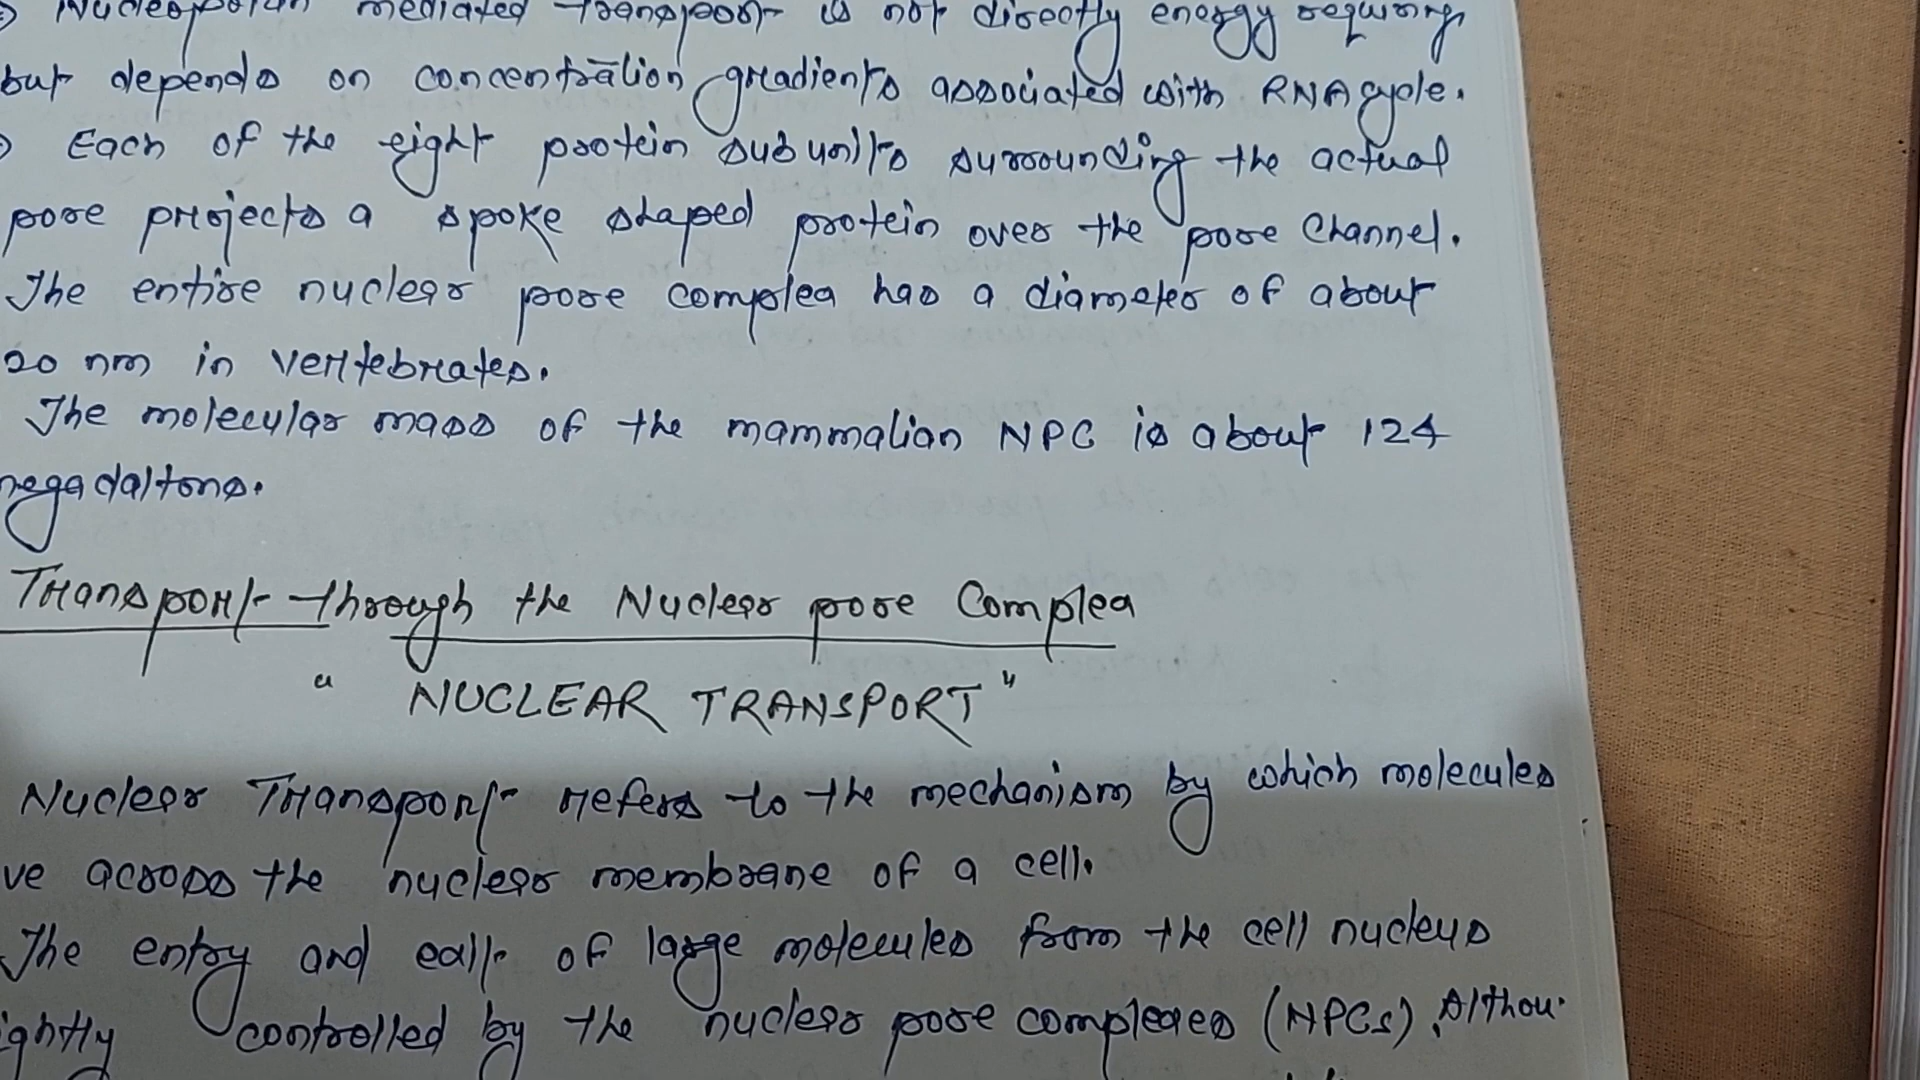 Nucleoporin mediated transport is not directly energy requiring
but depends on concentration gradients associated with RNA cycle.
Each of the eight protein subunits surrounding the actual
pore projects a spoke shaped protein over the pore channel.
The entire nuclear pore complex has a diameter of about
20 nm in vertebrates.
The molecular mass of the mammalian NPC is about 124
megadaltons.
Transport through the Nuclear pore Complex
" NUCLEAR TRANSPORT "
Nuclear Transport refers to the mechanism by which molecules
ve across the nuclear membrane of a cell.
The entry and exit of large molecules from the cell nucleus
ightly controlled by the nuclear pore complexes (NPCs). Althou